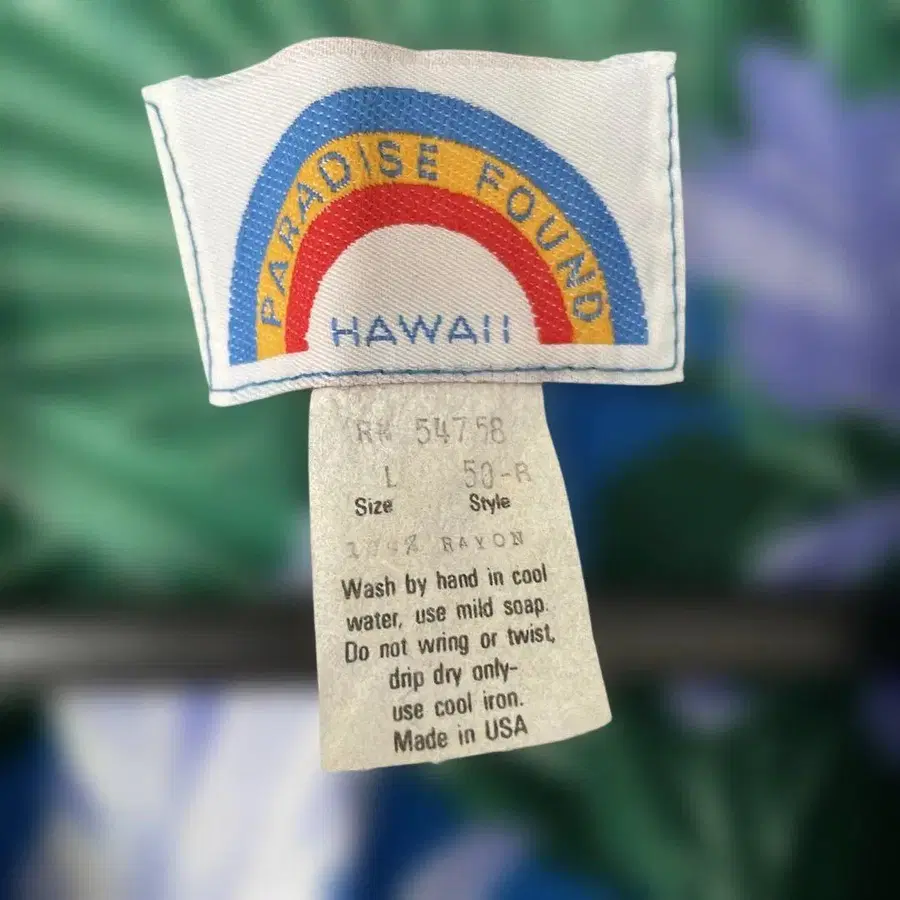 PARADISE FOUND
HAWAII
RN 54758
L 50-R
Size Style
100% RAYON
Wash by hand in cool
water, use mild soap.
Do not wring or twist,
drip dry only-
use cool iron.
Made in USA